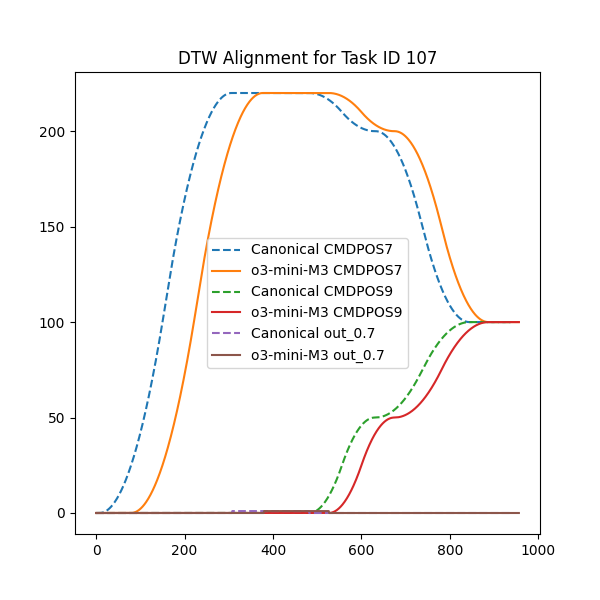 DTW Alignment for Task ID 107
200
150
100
50
0
Canonical CMDPOS7
o3-mini-M3 CMDPOS7
Canonical CMDPOS9
o3-mini-M3 CMDPOS9
Canonical out_0.7
o3-mini-M3 out_0.7
0 200 400 600 800 1000